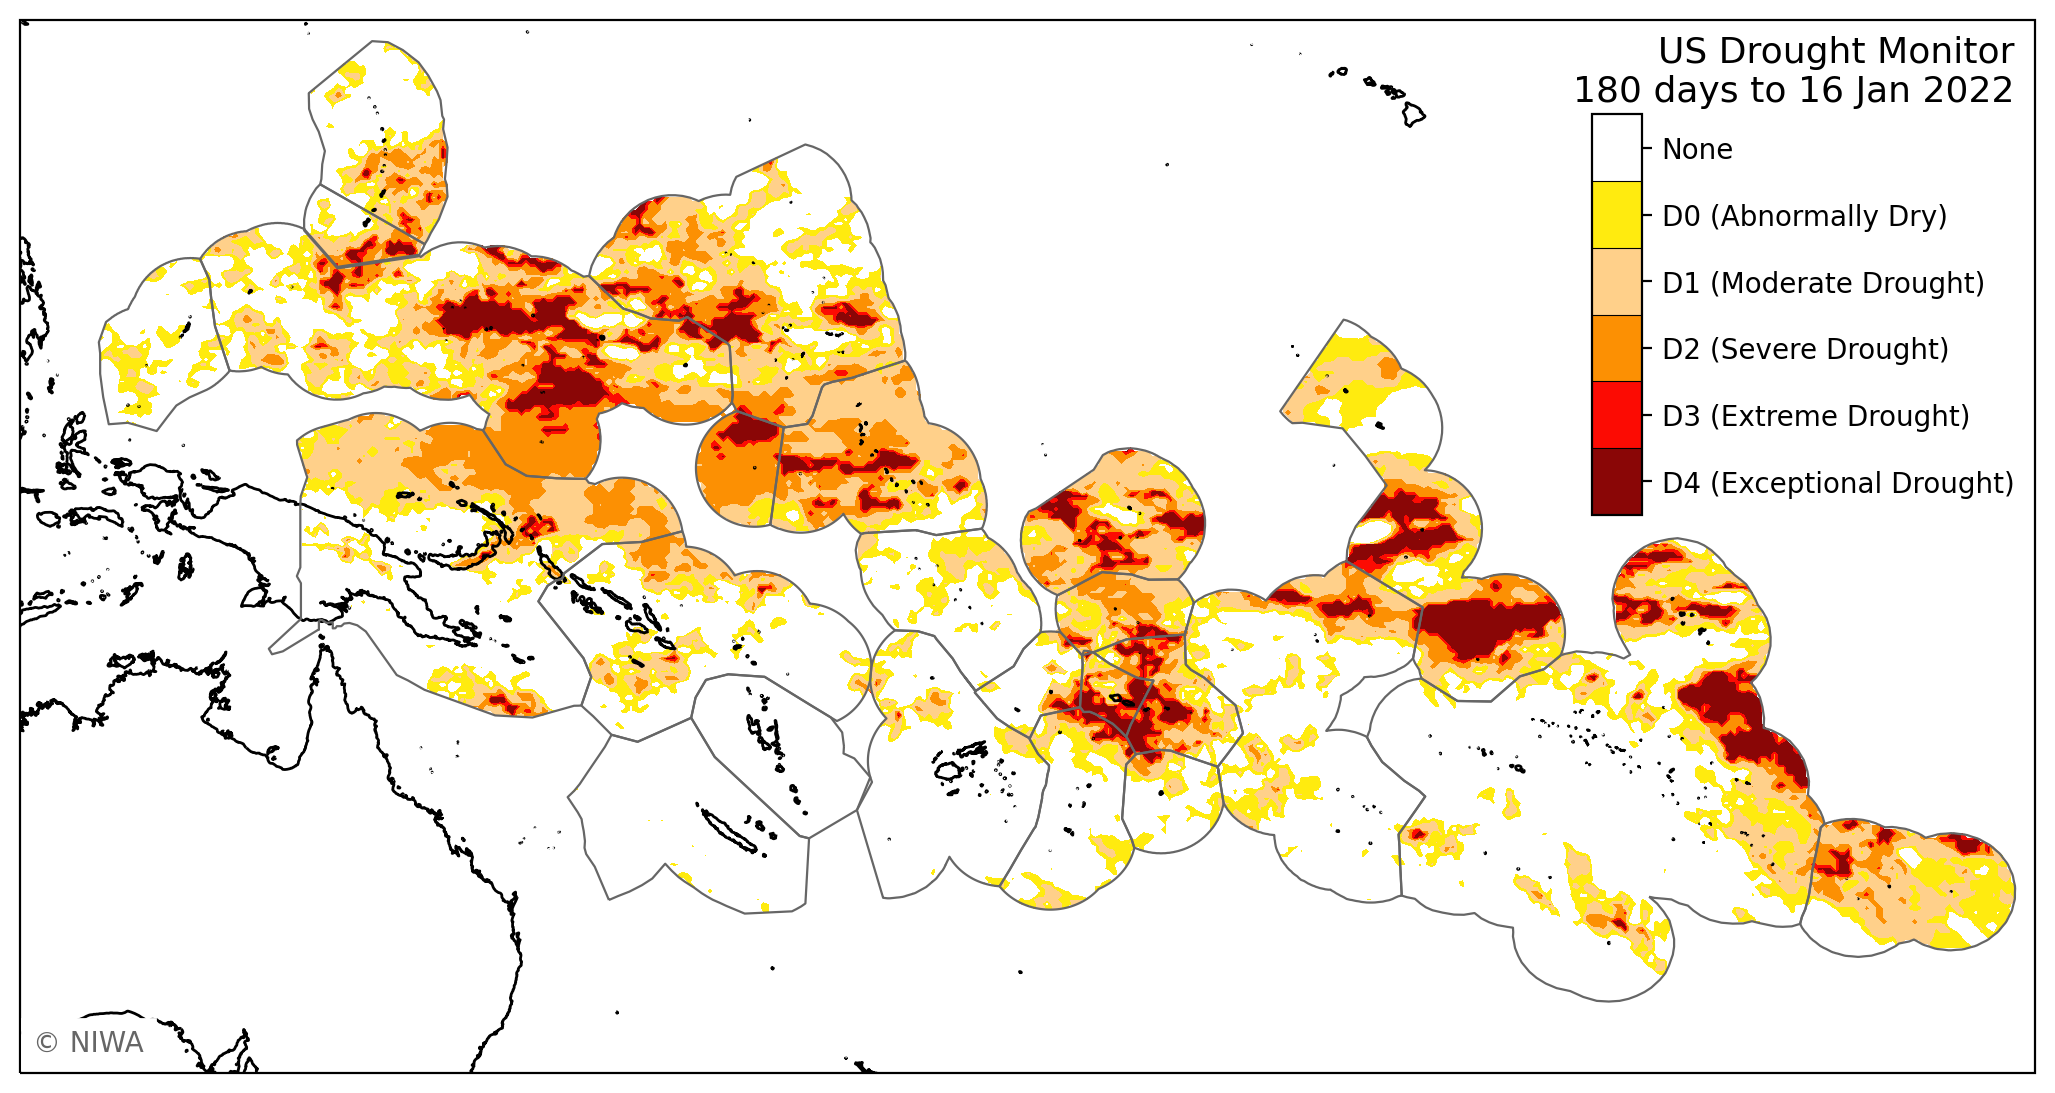 US Drought Monitor
180 days to 16 Jan 2022
None
D0 (Abnormally Dry)
D1 (Moderate Drought)
D2 (Severe Drought)
D3 (Extreme Drought)
D4 (Exceptional Drought)
© NIWA